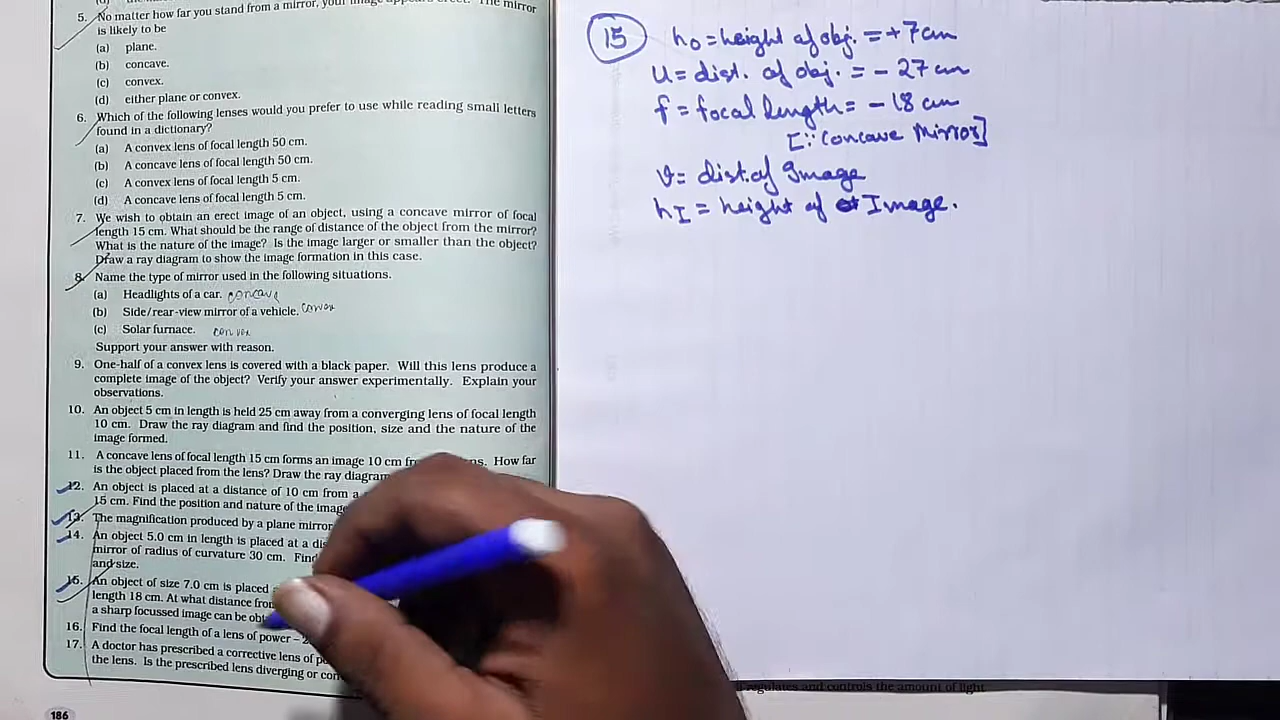 5. No matter how far you stand from a mirror, your image appears erect. The mirror
is likely to be
(a) plane.
(b) concave.
(c) convex.
(d) either plane or convex.
6. Which of the following lenses would you prefer to use while reading small letters
found in a dictionary?
(a) A convex lens of focal length 50 cm.
(b) A concave lens of focal length 50 cm.
(c) A convex lens of focal length 5 cm.
(d) A concave lens of focal length 5 cm.
7. We wish to obtain an erect image of an object, using a concave mirror of focal
length 15 cm. What should be the range of distance of the object from the mirror?
What is the nature of the image? Is the image larger or smaller than the object?
Draw a ray diagram to show the image formation in this case.
8. Name the type of mirror used in the following situations.
(a) Headlights of a car. concave
(b) Side/rear-view mirror of a vehicle. convex
(c) Solar furnace. convex
Support your answer with reason.
9. One-half of a convex lens is covered with a black paper. Will this lens produce a
complete image of the object? Verify your answer experimentally. Explain your
observations.
10. An object 5 cm in length is held 25 cm away from a converging lens of focal length
10 cm. Draw the ray diagram and find the position, size and the nature of the
image formed.
11. A concave lens of focal length 15 cm forms an image 10 cm How far
is the object placed from the lens? Draw the ray diagram
12. An object is placed at a distance of 10 cm from a
15 cm. Find the position and nature of the image
13. The magnification produced by a plane mirror
14. An object 5.0 cm in length is placed at a
mirror of radius of curvature 30 cm. Find
and size.
15. An object of size 7.0 cm is placed
length 18 cm. At what distance from
a sharp focussed image can be
16. Find the focal length of a lens of power –
17. A doctor has prescribed a corrective lens of
the lens. Is the prescribed lens diverging or
186
15 ho = height of obj. = +7cm
u = dist. of obj. = - 27 cm
f = focal length = - 18 cm
[∵ Concave Mirror]
v = dist. of Image
hI = height of Image.
regulates and controls the amount of light